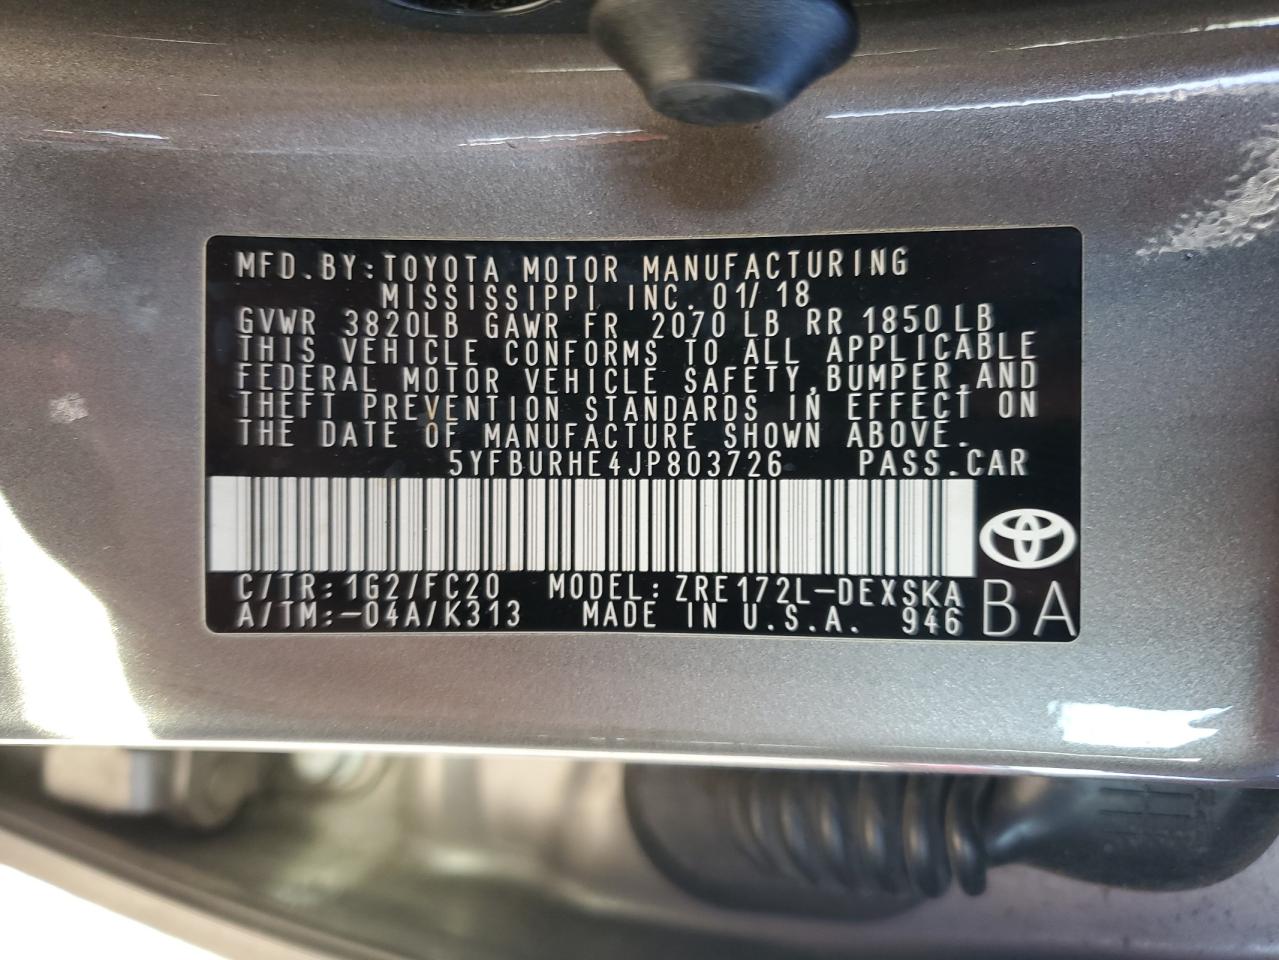 MFD.BY:TOYOTA MOTOR MANUFACTURING
MISSISSIPPI INC. 01/18
GVWR 3820LB GAWR FR 2070 LB RR 1850 LB
THIS VEHICLE CONFORMS TO ALL APPLICABLE
FEDERAL MOTOR VEHICLE SAFETY,BUMPER,AND
THEFT PREVENTION STANDARDS IN EFFECT ON
THE DATE OF MANUFACTURE SHOWN ABOVE.
5YFBURHE4JP803726 PASS.CAR
C/TR:1G2/FC20 MODEL:ZRE172L-DEXSKA
A/TM:-04A/K313 MADE IN U.S.A. 946 BA